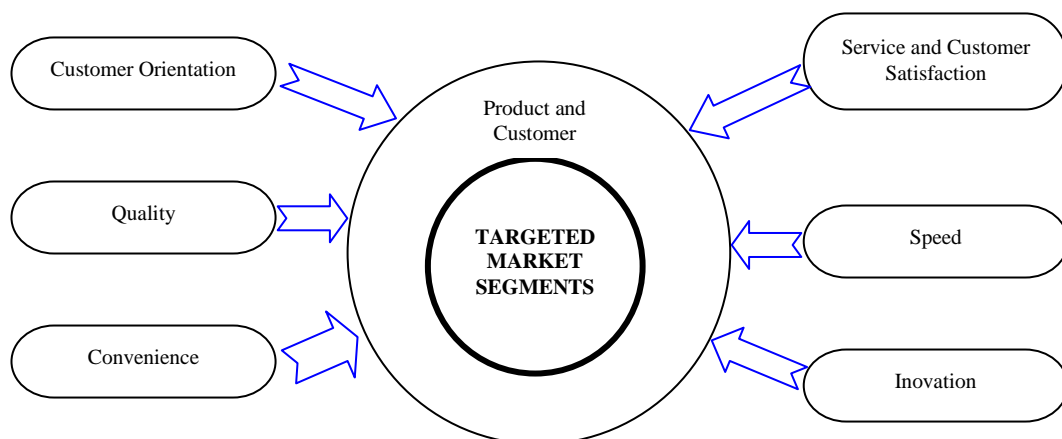 Customer Orientation
Service and Customer
Satisfaction
Product and
Customer
Quality
TARGETED
MARKET
SEGMENTS
Speed
Convenience
Inovation